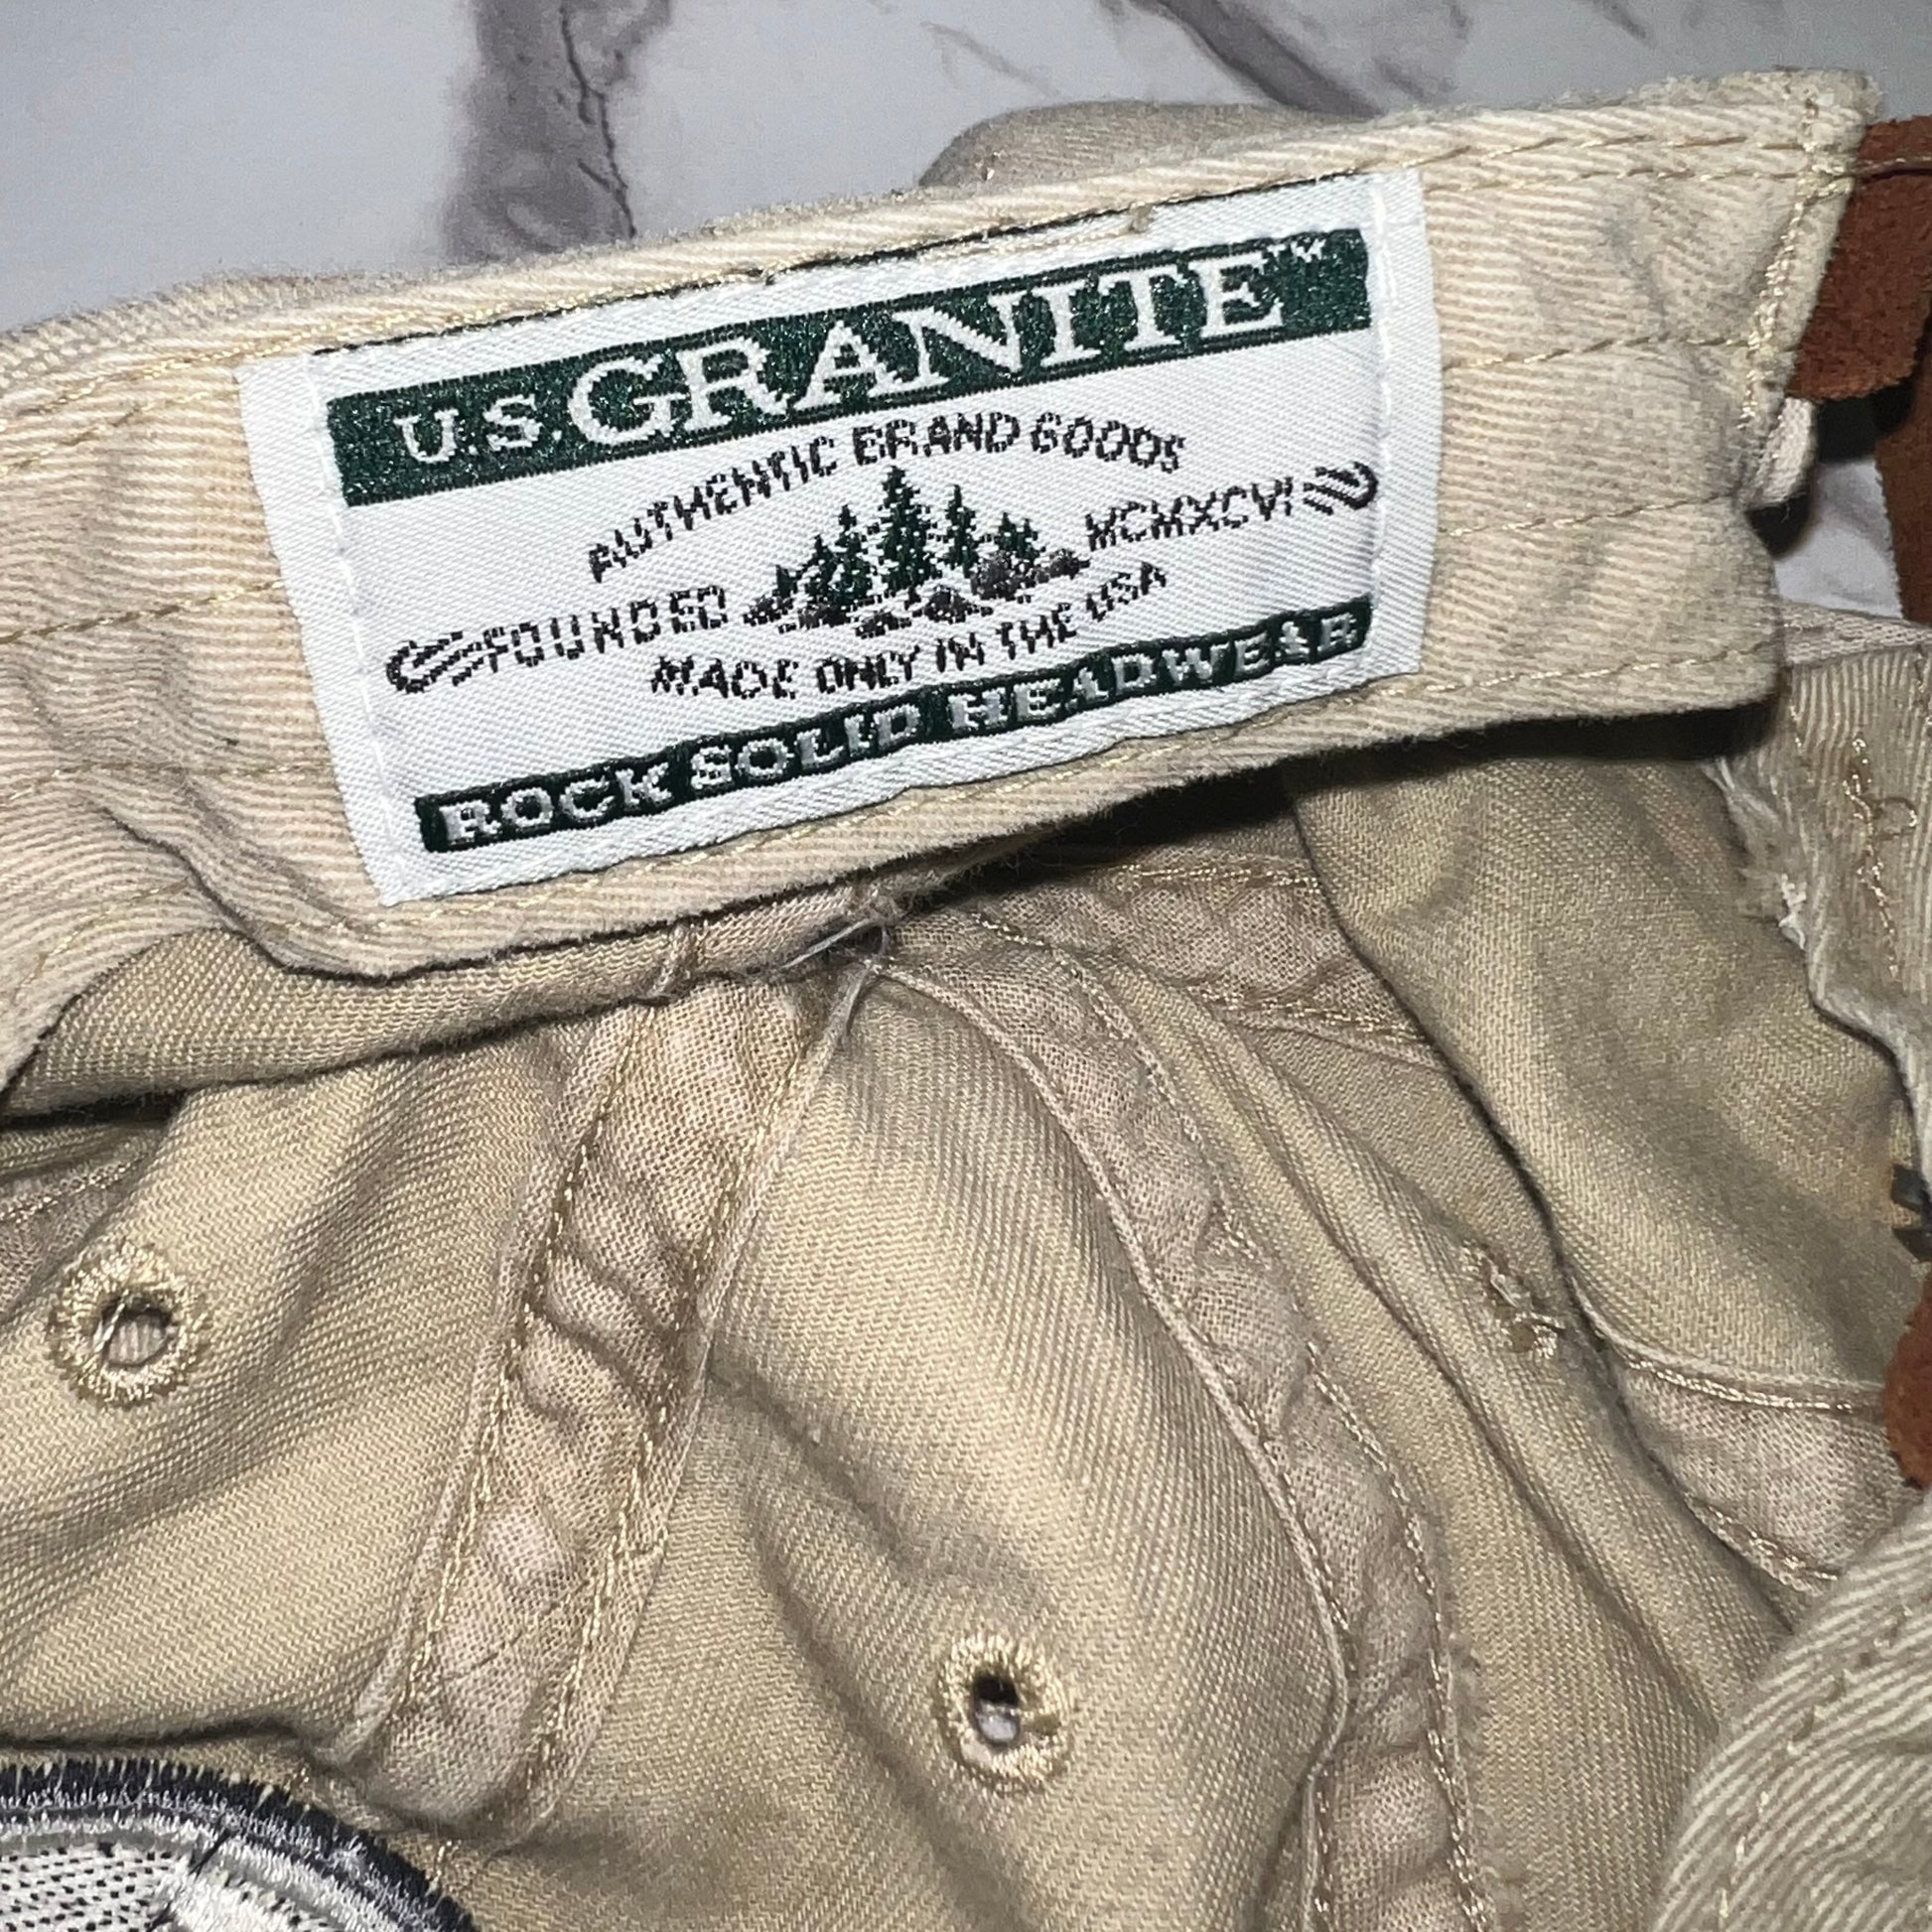 U.S. GRANITE™
AUTHENTIC BRAND GOODS
FOUNDED MCMXCVI
MADE ONLY IN THE USA
ROCK SOLID HEADWEAR